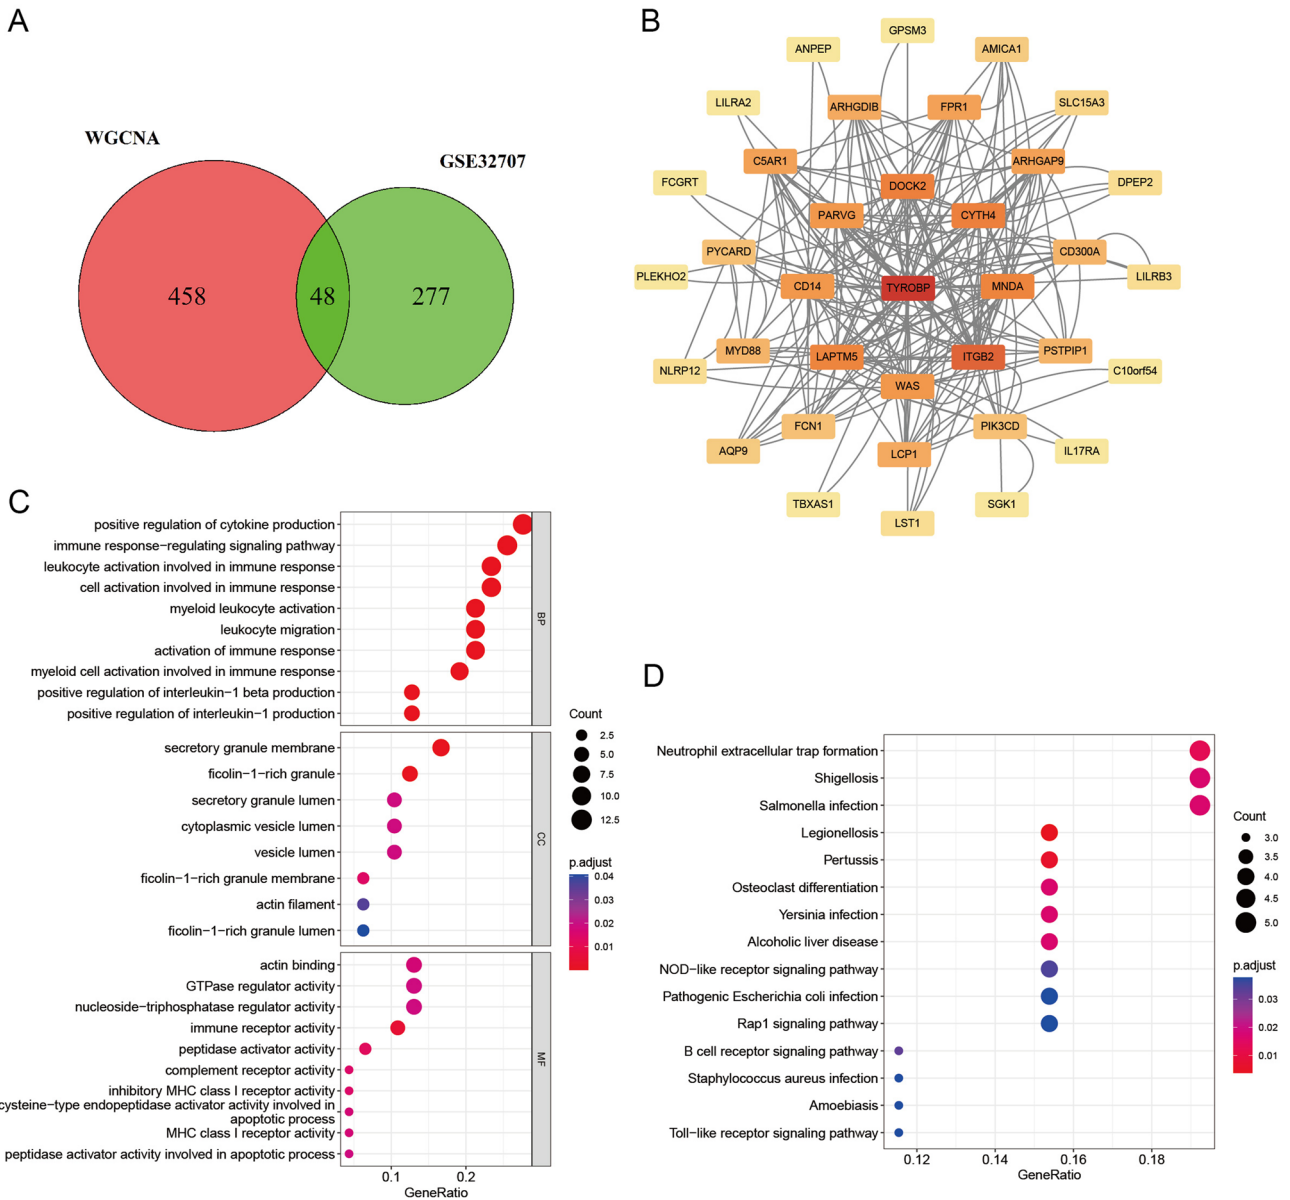 A
WGCNA
GSE32707
458
48
277
B
GPSM3
ANPEP
AMICA1
LILRA2
ARHGDIB
FPR1
SLC15A3
C5AR1
ARHGAP9
FCGRT
DOCK2
DPEP2
PARVG
CYTH4
PYCARD
CD300A
PLEKHO2
CD14
TYROBP
MNDA
LILRB3
MYD88
LAPTM5
ITGB2
PSTPIP1
NLRP12
WAS
C10orf54
FCN1
PIK3CD
AQP9
LCP1
IL17RA
TBXAS1
SGK1
LST1
C
positive regulation of cytokine production
immune response−regulating signaling pathway
leukocyte activation involved in immune response
cell activation involved in immune response
myeloid leukocyte activation
leukocyte migration
activation of immune response
myeloid cell activation involved in immune response
positive regulation of interleukin−1 beta production
positive regulation of interleukin−1 production
BP
secretory granule membrane
ficolin−1−rich granule
secretory granule lumen
cytoplasmic vesicle lumen
vesicle lumen
ficolin−1−rich granule membrane
actin filament
ficolin−1−rich granule lumen
CC
actin binding
GTPase regulator activity
nucleoside−triphosphatase regulator activity
immune receptor activity
peptidase activator activity
complement receptor activity
inhibitory MHC class I receptor activity
cysteine−type endopeptidase activator activity involved in
apoptotic process
MHC class I receptor activity
peptidase activator activity involved in apoptotic process
MF
0.1
0.2
GeneRatio
Count
2.5
5.0
7.5
10.0
12.5
p.adjust
0.04
0.03
0.02
0.01
D
Neutrophil extracellular trap formation
Shigellosis
Salmonella infection
Legionellosis
Pertussis
Osteoclast differentiation
Yersinia infection
Alcoholic liver disease
NOD−like receptor signaling pathway
Pathogenic Escherichia coli infection
Rap1 signaling pathway
B cell receptor signaling pathway
Staphylococcus aureus infection
Amoebiasis
Toll−like receptor signaling pathway
0.12
0.14
0.16
0.18
GeneRatio
Count
3.0
3.5
4.0
4.5
5.0
p.adjust
0.03
0.02
0.01